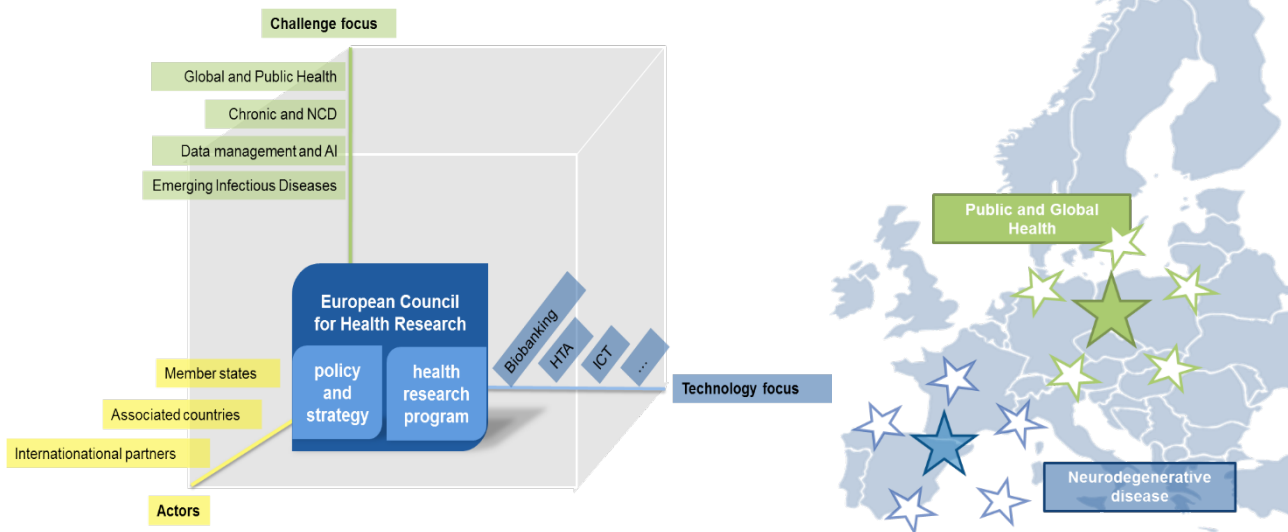 Challenge focus
Global and Public Health
Chronic and NCD
Data management and AI
Emerging Infectious Diseases
European Council
for Health Research
policy
and
strategy
health
research
program
Biobanking
HTA
ICT
...
Technology focus
Member states
Associated countries
Internationational partners
Actors
Public and Global
Health
Neurodegenerative
disease